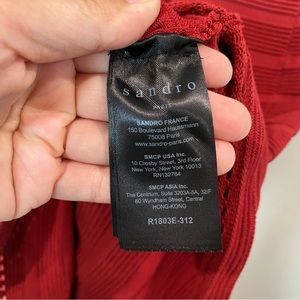 sandro
PARIS
SANDRO FRANCE
150 Boulevard Haussmann
75008 Paris
www.sandro-paris.com
SMCP USA Inc.
10 Crosby Street, 3rd Floor
New York, New York 10013
RN132784
SMCP ASIA Inc.
The Centrium, Suite 3203A-5A, 32/F
60 Wyndham Street, Central
HONG-KONG
R1803E-312